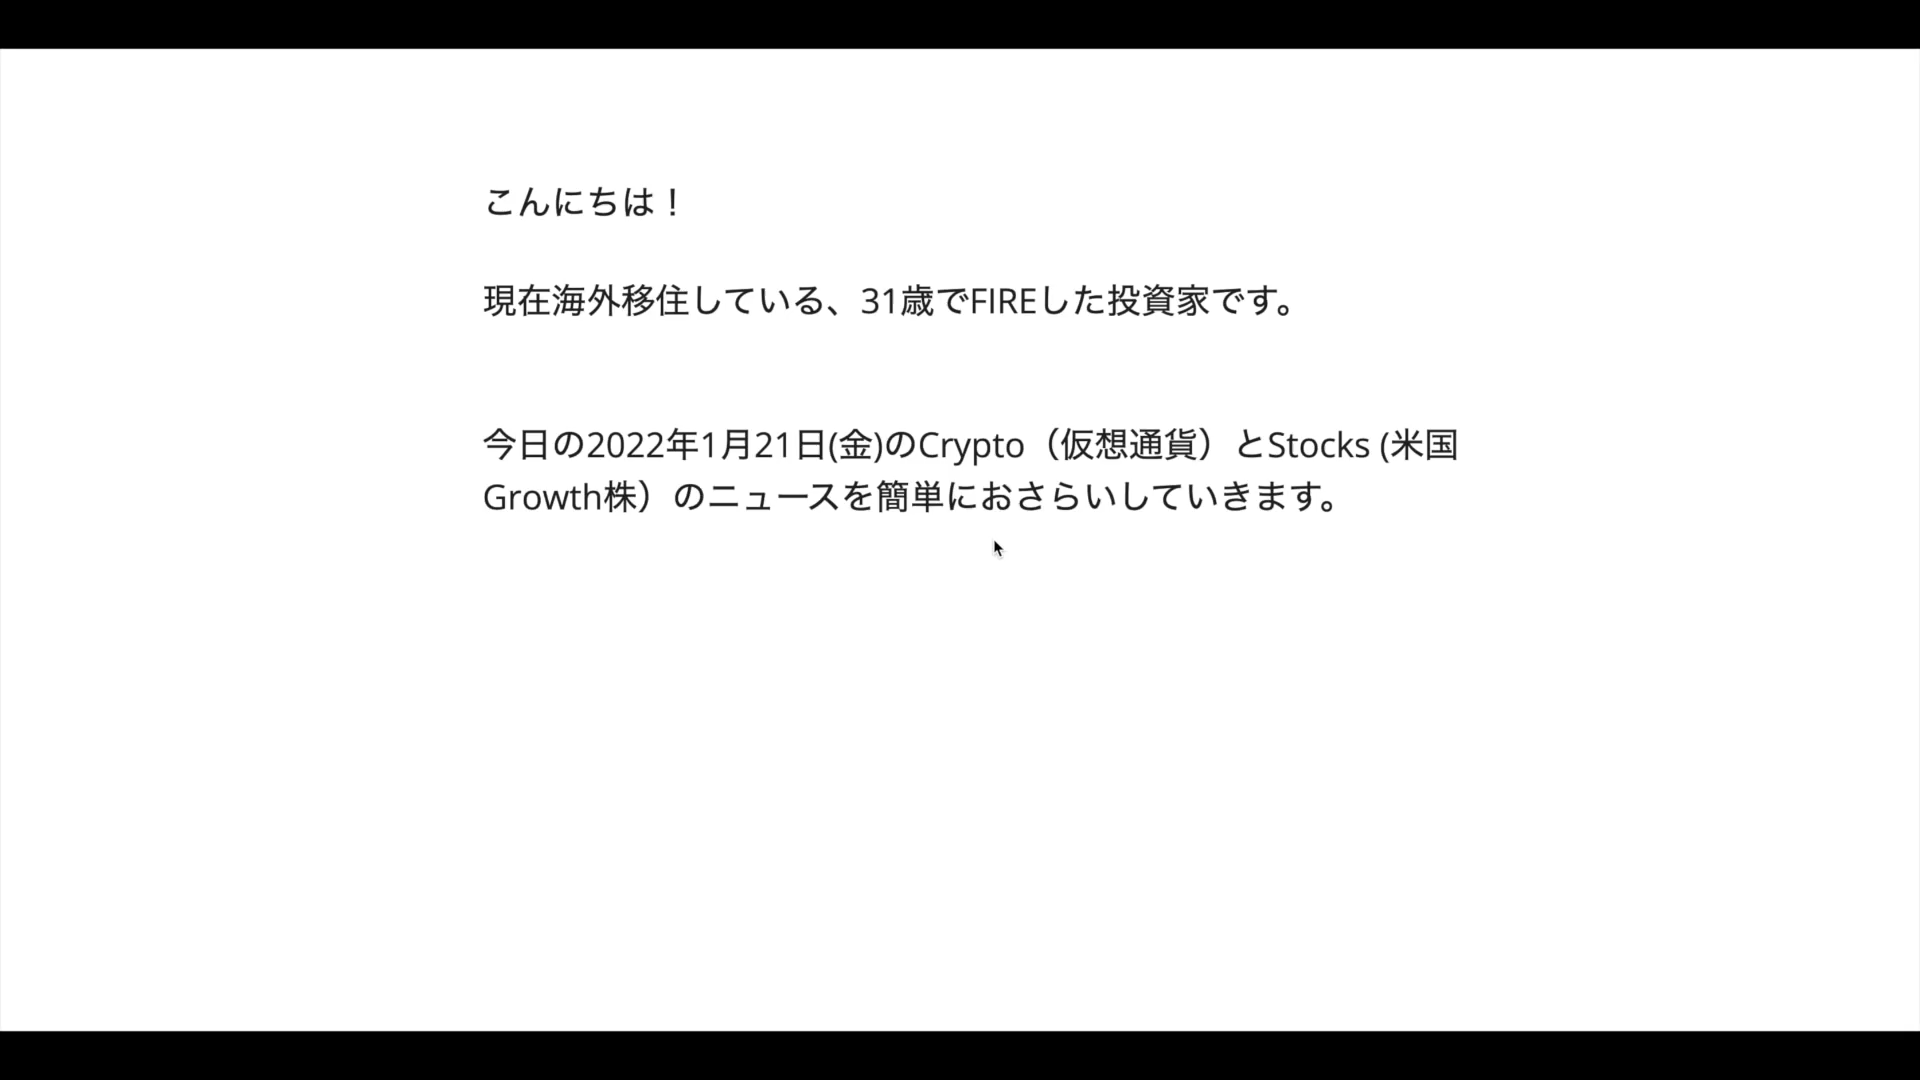 こんにちは！
現在海外移住している、31歳でFIREした投資家です。
今日の2022年1月21日(金)のCrypto（仮想通貨）とStocks (米国
Growth株）のニュースを簡単におさらいしていきます。